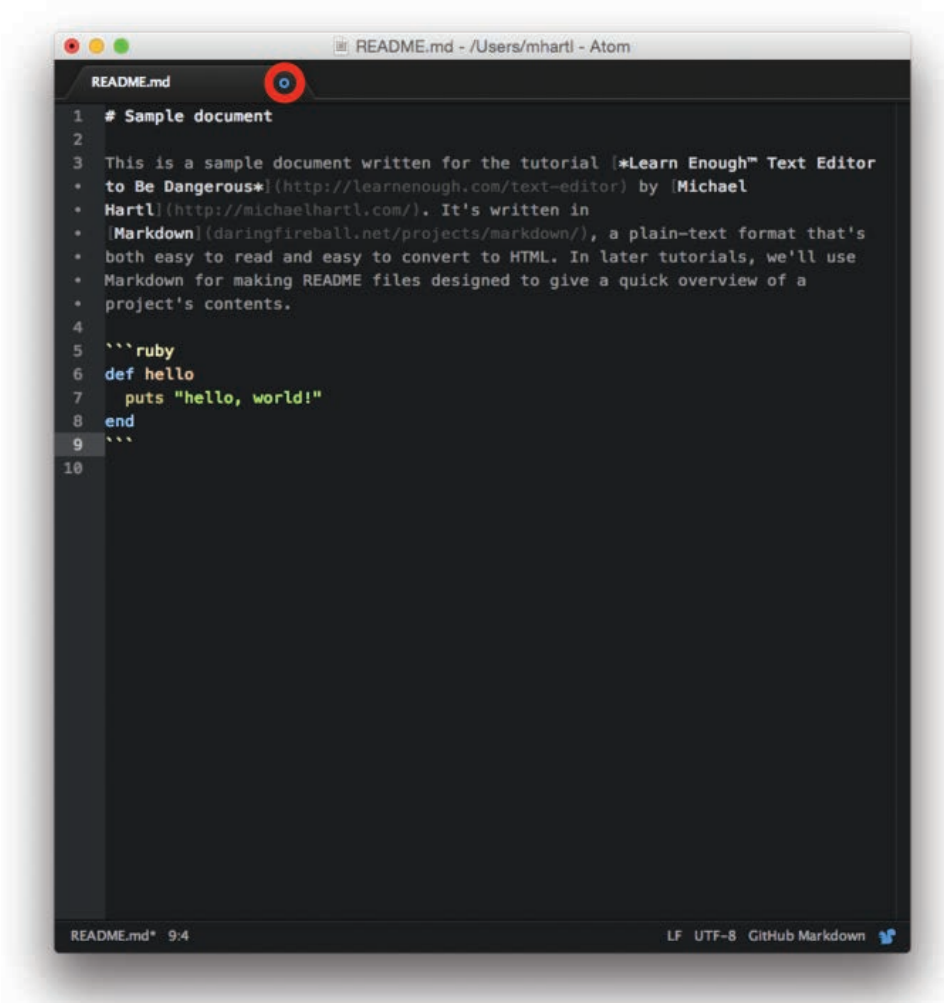 README.md - /Users/mhartl - Atom
README.md
1 # Sample document
2
3 This is a sample document written for the tutorial [*Learn Enough™ Text Editor
• to Be Dangerous*](http://learnenough.com/text-editor) by [Michael
• Hartl](http://michaelhartl.com/). It's written in
• [Markdown](daringfireball.net/projects/markdown/), a plain-text format that's
• both easy to read and easy to convert to HTML. In later tutorials, we'll use
• Markdown for making README files designed to give a quick overview of a
• project's contents.
4
5 ```ruby
6 def hello
7   puts "hello, world!"
8 end
9 ```
10
README.md* 9:4 LF UTF-8 GitHub Markdown